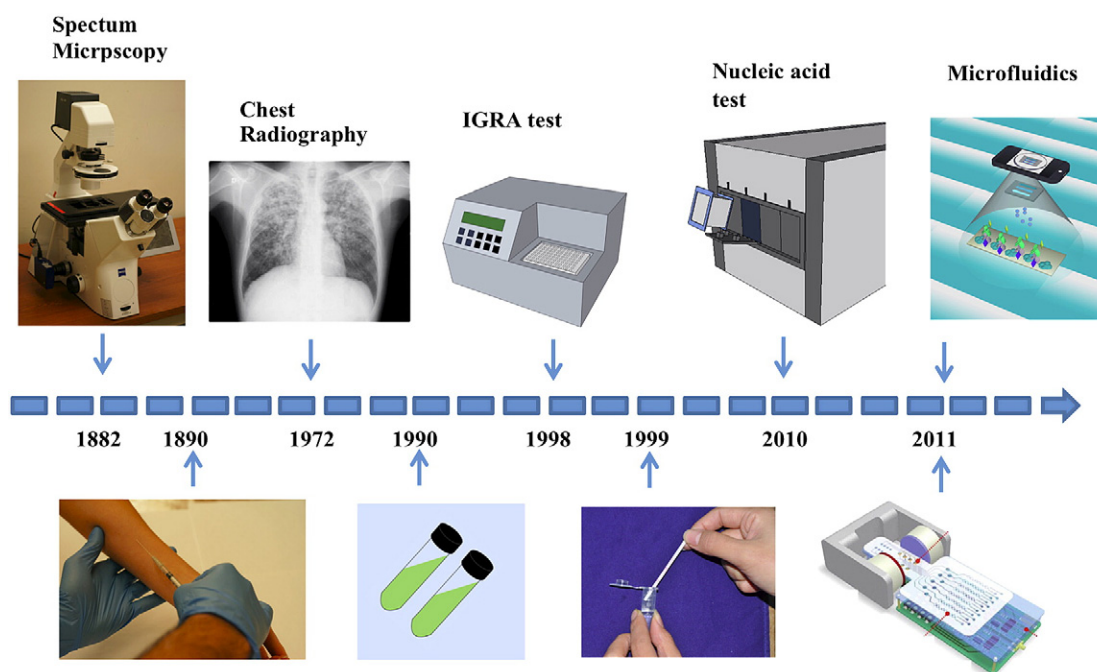 Spectum
Micrpscopy
Chest
Radiography
IGRA test
Nucleic acid
test
Microfluidics
1882
1890
1972
1990
1998
1999
2010
2011